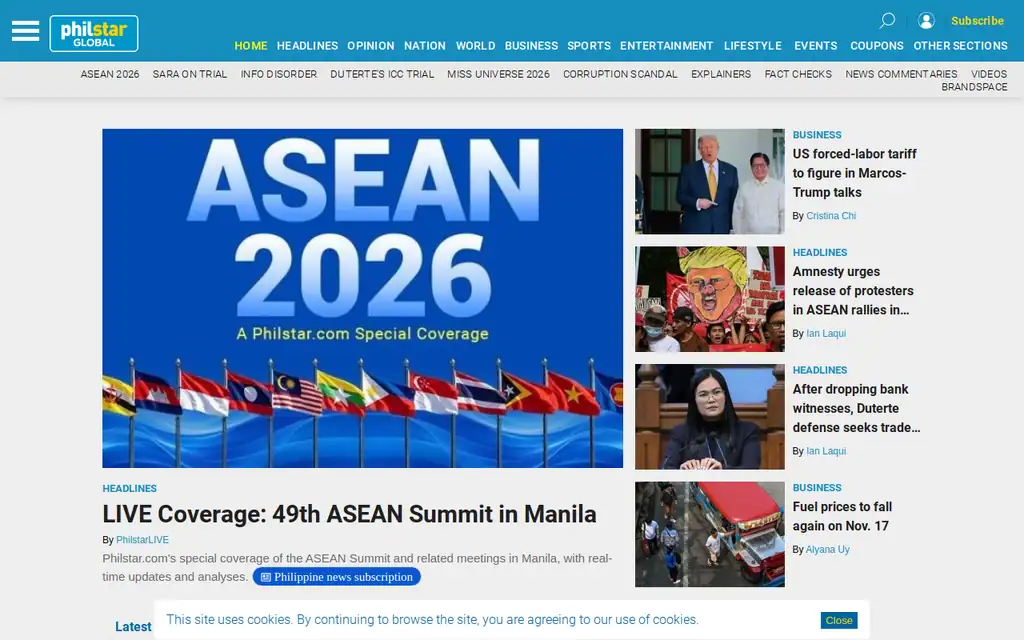 philstar
GLOBAL
Subscribe
HOME HEADLINES OPINION NATION WORLD BUSINESS SPORTS ENTERTAINMENT LIFESTYLE EVENTS COUPONS OTHER SECTIONS
ASEAN 2026 SARA ON TRIAL INFO DISORDER DUTERTE'S ICC TRIAL MISS UNIVERSE 2026 CORRUPTION SCANDAL EXPLAINERS FACT CHECKS NEWS COMMENTARIES VIDEOS
BRANDSPACE
ASEAN
2026
A Philstar.com Special Coverage
HEADLINES
LIVE Coverage: 49th ASEAN Summit in Manila
By PhilstarLIVE
Philstar.com's special coverage of the ASEAN Summit and related meetings in Manila, with real-
time updates and analyses. Philippine news subscription
BUSINESS
US forced-labor tariff
to figure in Marcos-
Trump talks
By Cristina Chi
HEADLINES
Amnesty urges
release of protesters
in ASEAN rallies in…
By Ian Laqui
HEADLINES
After dropping bank
witnesses, Duterte
defense seeks trade…
By Ian Laqui
BUSINESS
Fuel prices to fall
again on Nov. 17
By Alyana Uy
Latest
This site uses cookies. By continuing to browse the site, you are agreeing to our use of cookies.
Close